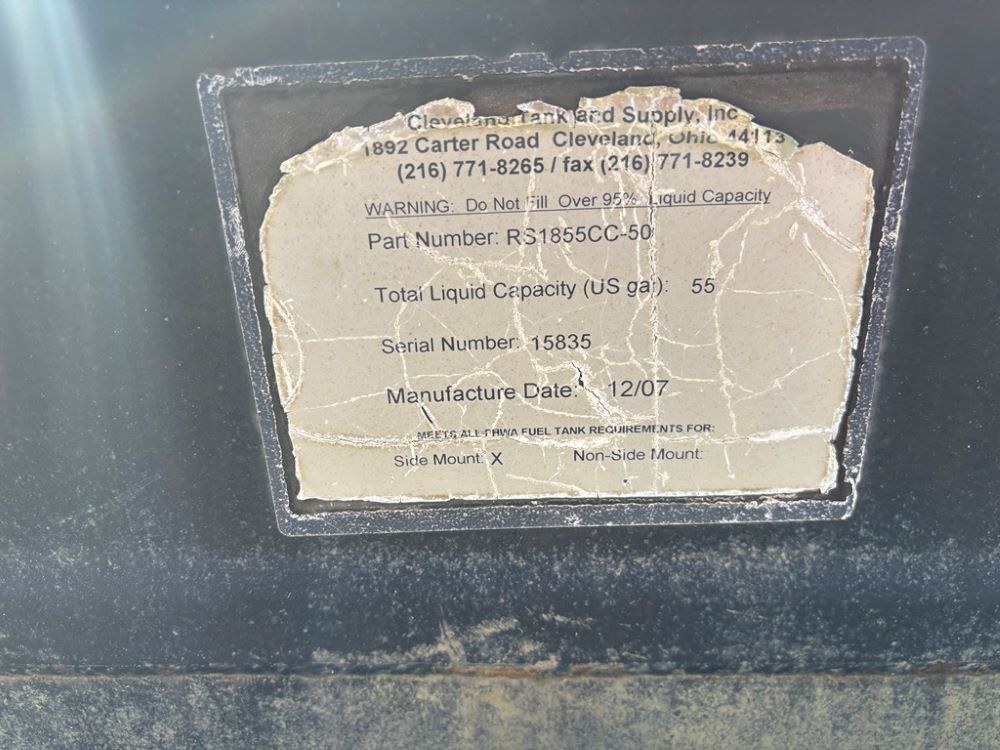 Cleveland Tank and Supply, Inc
1892 Carter Road Cleveland, Ohio 44113
(216) 771-8265 / fax (216) 771-8239
WARNING: Do Not Fill Over 95% Liquid Capacity
Part Number: RS1855CC-50
Total Liquid Capacity (US gal): 55
Serial Number: 15835
Manufacture Date: 12/07
MEETS ALL FHWA FUEL TANK REQUIREMENTS FOR:
Side Mount: X Non-Side Mount: